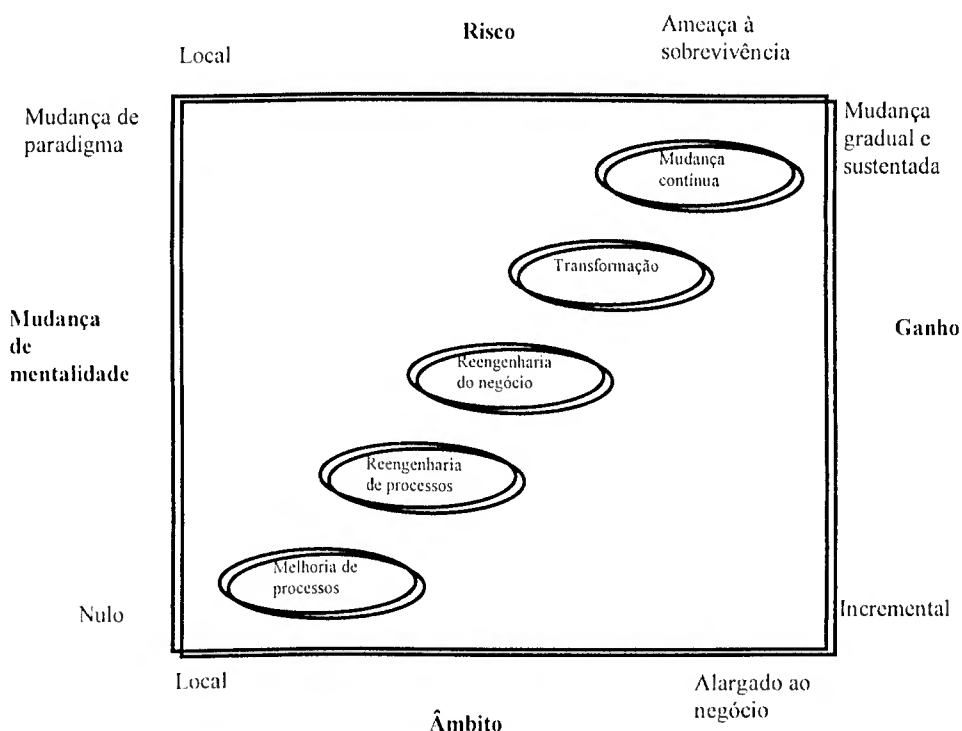 Risco
Local
Ameaça à
sobrevivência
Mudança de
paradigma
Mudança
gradual e
sustentada
Mudança
contínua
Transformação
Mudança
de
mentalidade
Reengenharia
do negócio
Ganho
Reengenharia
de processos
Melhoria de
processos
Nulo
Incremental
Local
Alargado ao
negócio
Âmbito